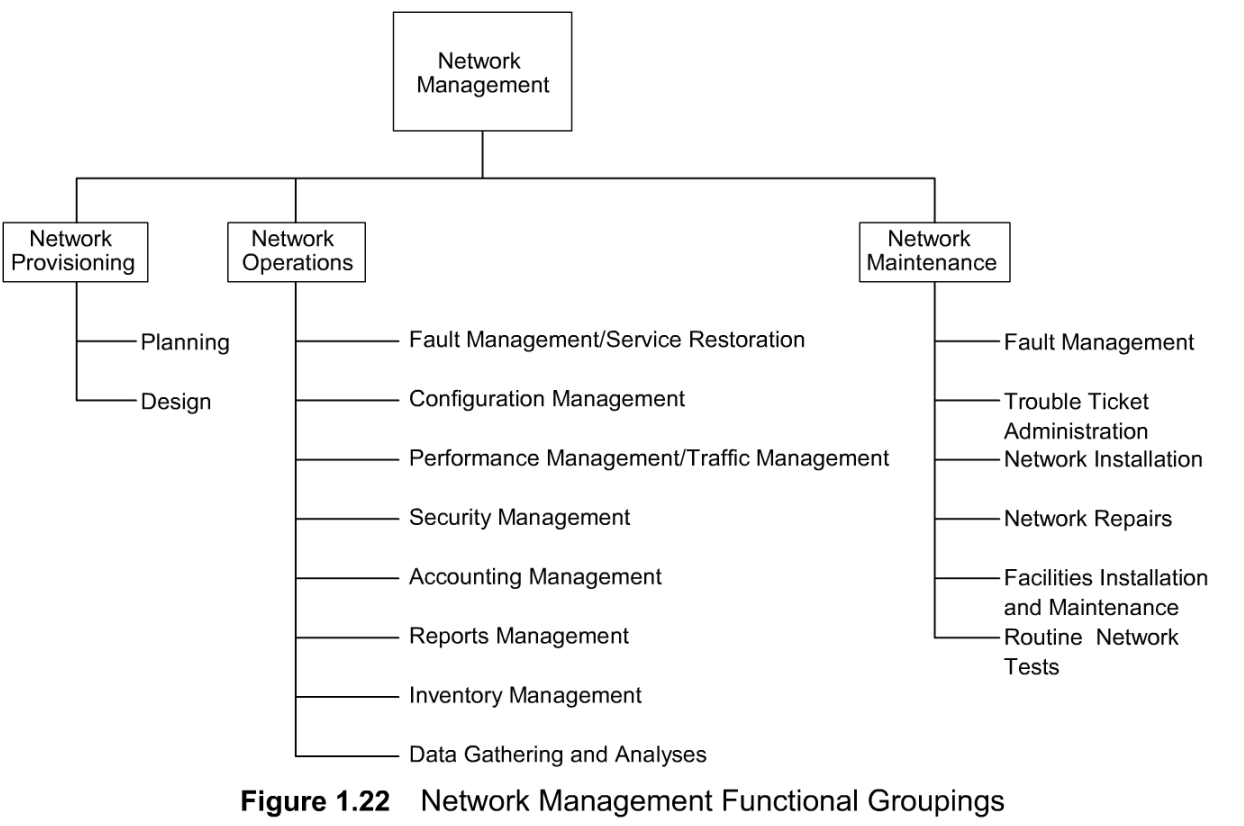 Network
Management
Network
Provisioning
Planning
Design
Network
Operations
Fault Management/Service Restoration
Configuration Management
Performance Management/Traffic Management
Security Management
Accounting Management
Reports Management
Inventory Management
Data Gathering and Analyses
Network
Maintenance
Fault Management
Trouble Ticket
Administration
Network Installation
Network Repairs
Facilities Installation
and Maintenance
Routine Network
Tests
Figure 1.22 Network Management Functional Groupings